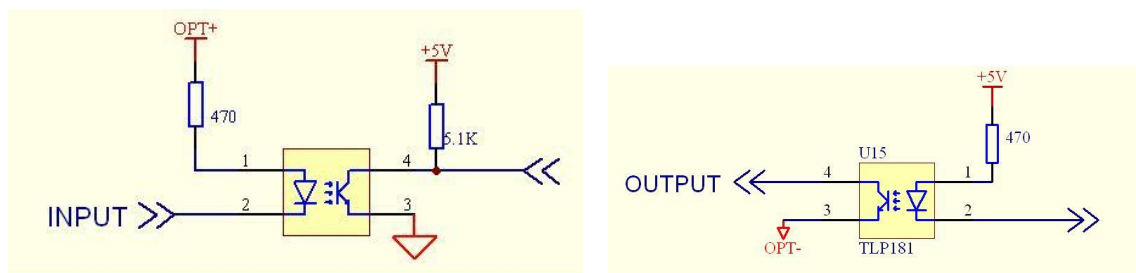 OPT+
470
+5V
5.1K
1
4
INPUT
2
3
+5V
470
U15
4
1
OUTPUT
3
2
OPT-
TLP181